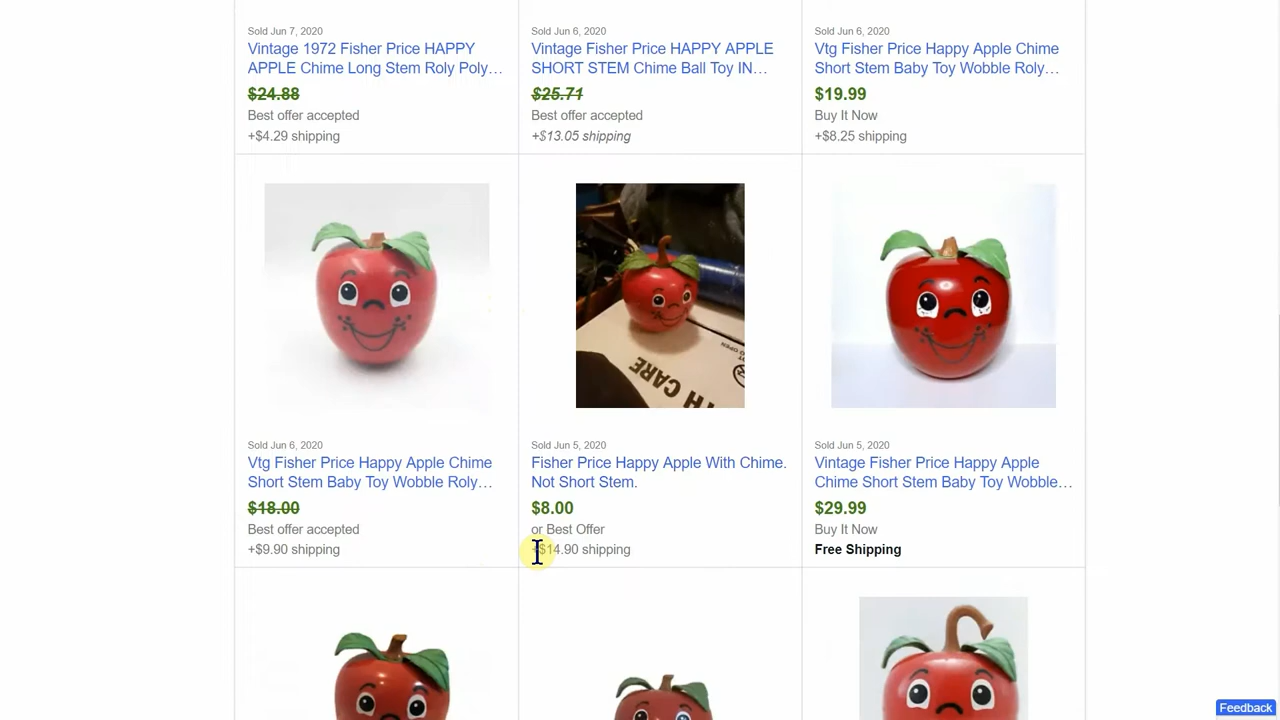 Sold Jun 7, 2020
Vintage 1972 Fisher Price HAPPY
APPLE Chime Long Stem Roly Poly…
$24.88
Best offer accepted
+$4.29 shipping
Sold Jun 6, 2020
Vintage Fisher Price HAPPY APPLE
SHORT STEM Chime Ball Toy IN…
$25.71
Best offer accepted
+$13.05 shipping
Sold Jun 6, 2020
Vtg Fisher Price Happy Apple Chime
Short Stem Baby Toy Wobble Roly…
$19.99
Buy It Now
+$8.25 shipping
Sold Jun 6, 2020
Vtg Fisher Price Happy Apple Chime
Short Stem Baby Toy Wobble Roly…
$18.00
Best offer accepted
+$9.90 shipping
OPEN
TH CARE
Sold Jun 5, 2020
Fisher Price Happy Apple With Chime.
Not Short Stem.
$8.00
or Best Offer
+$14.90 shipping
Sold Jun 5, 2020
Vintage Fisher Price Happy Apple
Chime Short Stem Baby Toy Wobble…
$29.99
Buy It Now
Free Shipping
Feedback